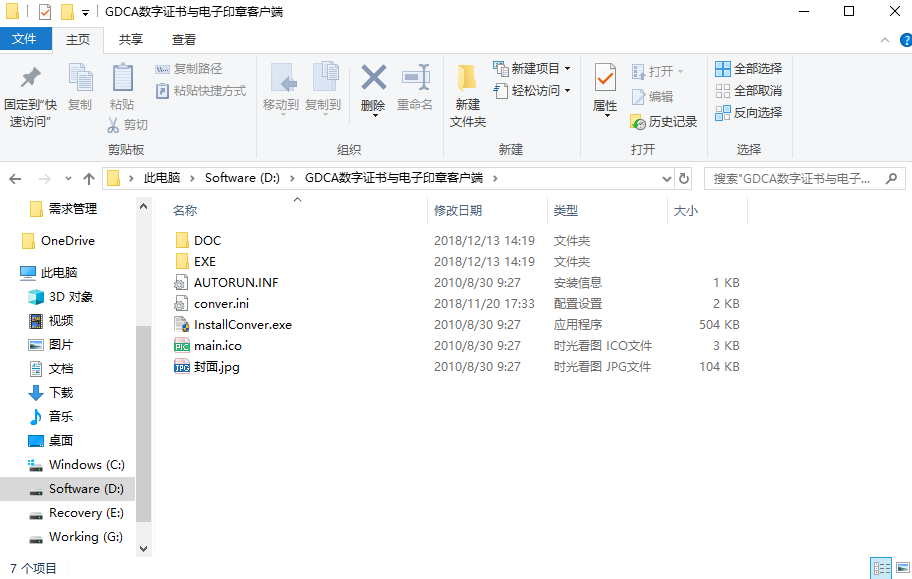 GDCA数字证书与电子印章客户端
文件 主页 共享 查看
固定到“快速访问”
复制
粘贴
复制路径
粘贴快捷方式
剪切
剪贴板
移动到
复制到
删除
重命名
组织
新建文件夹
新建项目
轻松访问
新建
属性
打开
编辑
历史记录
打开
全部选择
全部取消
反向选择
选择
此电脑 Software (D:) GDCA数字证书与电子印章客户端
搜索"GDCA数字证书与电子...
需求管理
OneDrive
此电脑
3D 对象
视频
图片
文档
下载
音乐
桌面
Windows (C:)
Software (D:)
Recovery (E:)
Working (G:)
名称 修改日期 类型 大小
DOC 2018/12/13 14:19 文件夹
EXE 2018/12/13 14:19 文件夹
AUTORUN.INF 2010/8/30 9:27 安装信息 1 KB
conver.ini 2018/11/20 17:33 配置设置 2 KB
InstallConver.exe 2010/8/30 9:27 应用程序 504 KB
main.ico 2010/8/30 9:27 时光看图 ICO文件 3 KB
封面.jpg 2010/8/30 9:27 时光看图 JPG文件 104 KB
7 个项目